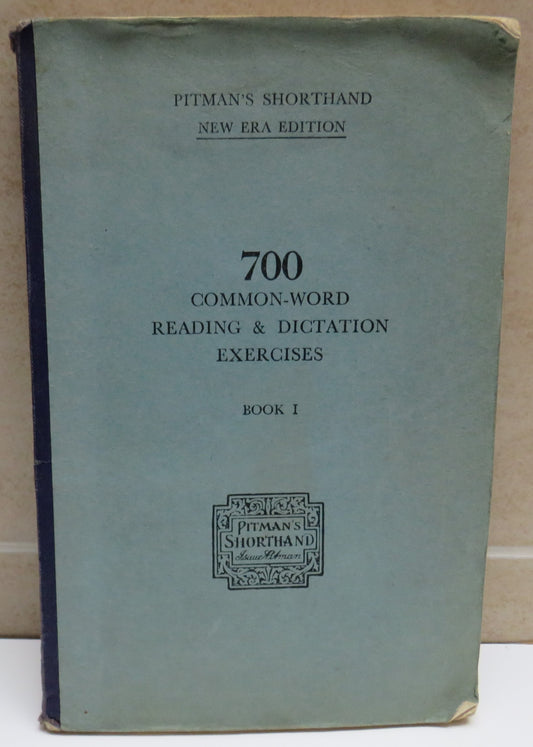 PITMAN'S SHORTHAND
NEW ERA EDITION
700
COMMON-WORD
READING & DICTATION
EXERCISES
BOOK I
PITMAN'S
SHORTHAND
Isaac Pitman